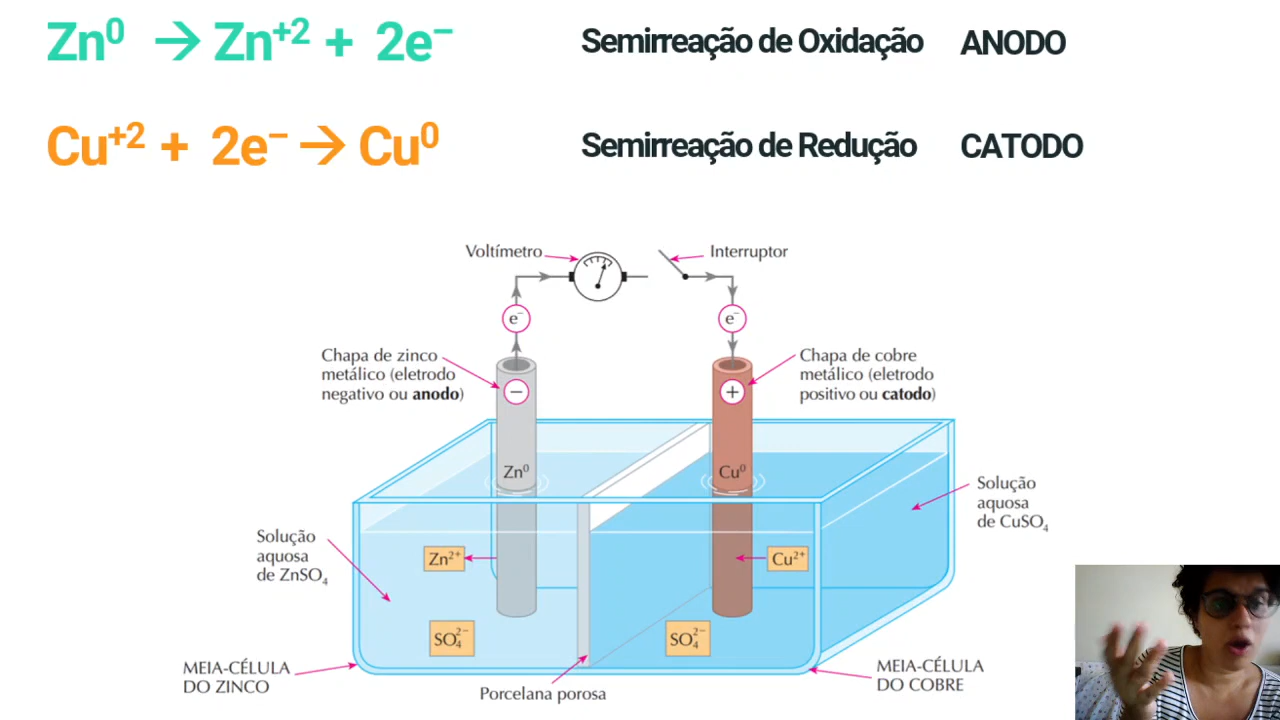 Zn⁰ → Zn⁺² + 2e⁻ Semirreação de Oxidação ANODO
Cu⁺² + 2e⁻ → Cu⁰ Semirreação de Redução CATODO
Voltímetro
Interruptor
e⁻
e⁻
Chapa de zinco
metálico (eletrodo
negativo ou anodo)
−
+
Chapa de cobre
metálico (eletrodo
positivo ou catodo)
Zn⁰
Cu⁰
Solução
aquosa
de CuSO₄
Solução
aquosa
de ZnSO₄
Zn²⁺
Cu²⁺
SO₄²⁻
SO₄²⁻
MEIA-CÉLULA
DO ZINCO
Porcelana porosa
MEIA-CÉLULA
DO COBRE